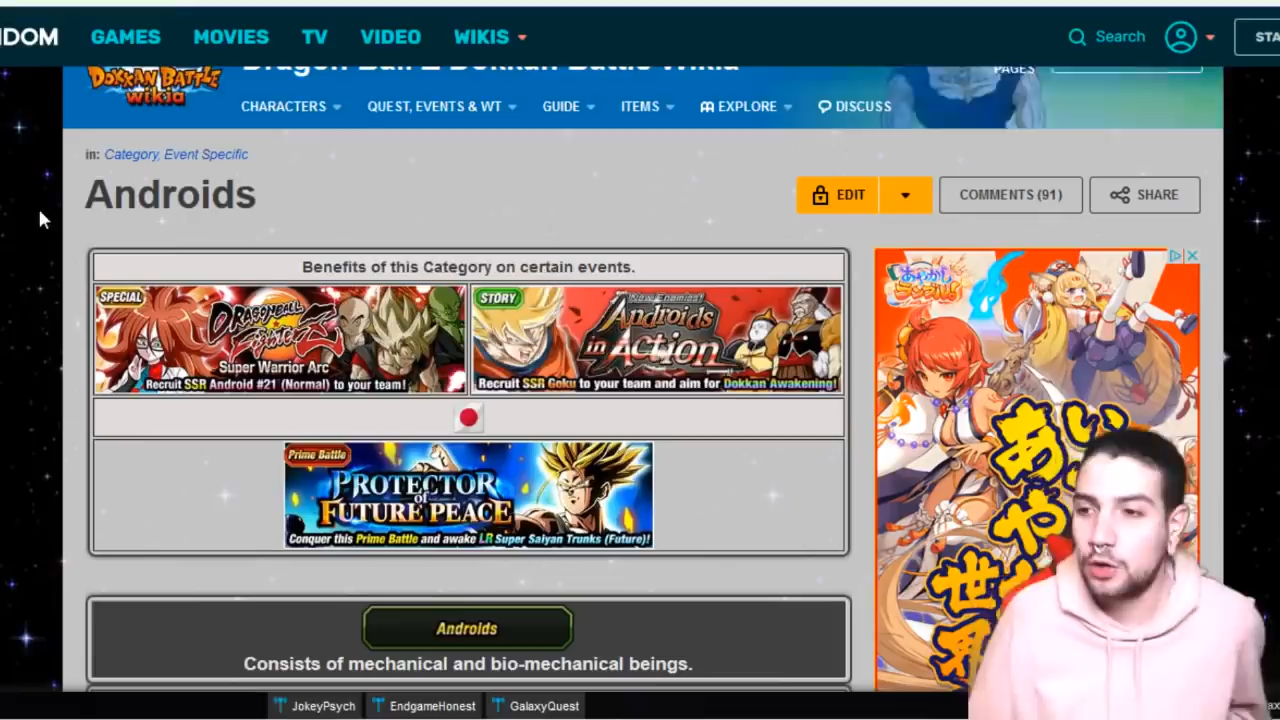 GAMES MOVIES TV VIDEO WIKIS Search STA
DOKKAN BATTLE
wikia
PAGES
CHARACTERS QUEST, EVENTS & WT GUIDE ITEMS EXPLORE DISCUSS
in: Category, Event Specific
Androids
EDIT COMMENTS (91) SHARE
Benefits of this Category on certain events.
SPECIAL
DRAGONBALL
FighterZ
Super Warrior Arc
Recruit SSR Android #21 (Normal) to your team!
STORY
New Enemies!
Androids
in Action
Recruit SSR Goku to your team and aim for Dokkan Awakening!
Prime Battle
PROTECTOR
of
FUTURE PEACE
Conquer this Prime Battle and awake LR Super Saiyan Trunks (Future)!
Androids
Consists of mechanical and bio-mechanical beings.
JokeyPsych EndgameHonest GalaxyQuest